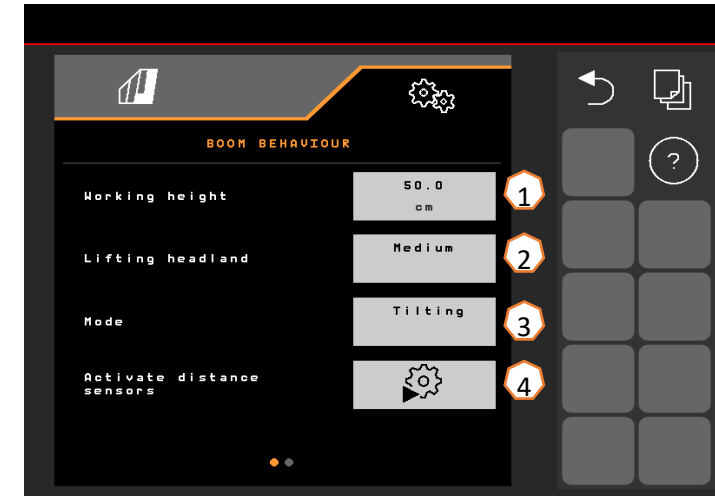 BOOM BEHAVIOUR
?
Working height
50.0
cm
1
Lifting headland
Medium
2
Mode
Tilting
3
Activate distance
sensors
4